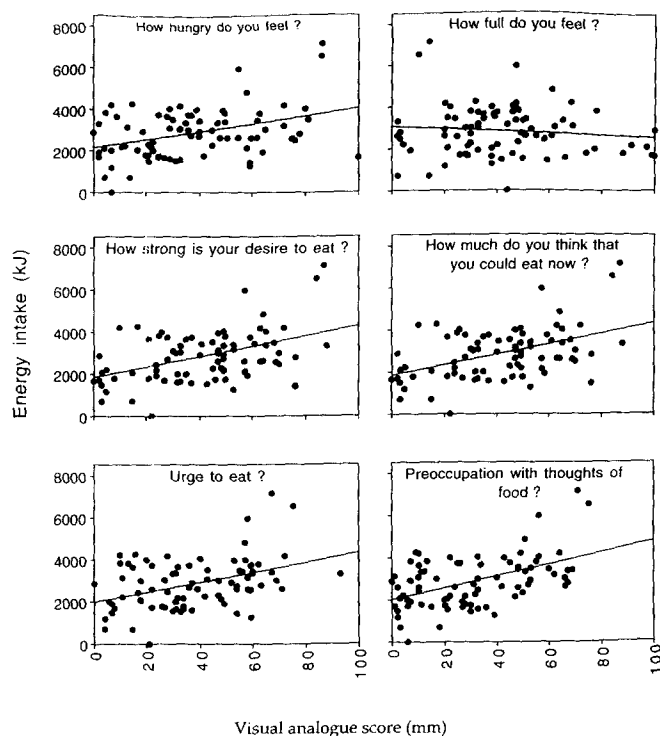 How hungry do you feel ?
How full do you feel ?
8000
6000
4000
2000
0
How strong is your desire to eat ?
How much do you think that
you could eat now ?
8000
6000
4000
2000
0
Energy intake (kJ)
Urge to eat ?
Preoccupation with thoughts of
food ?
8000
6000
4000
2000
0
0
20
40
60
80
100
0
20
40
60
80
100
Visual analogue score (mm)